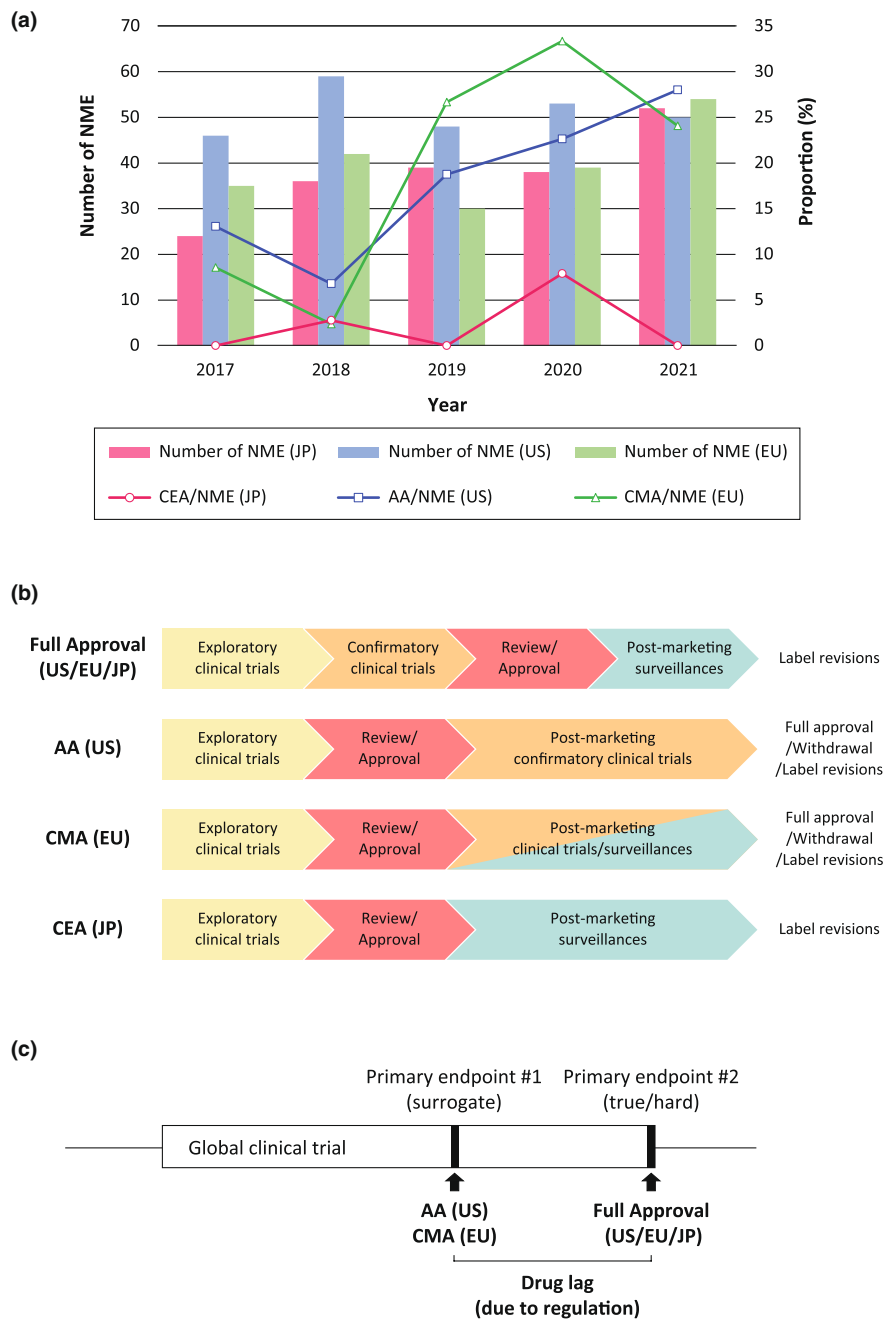 (a)
70
60
50
40
30
20
10
0
Number of NME
35
30
25
20
15
10
5
0
Proportion (%)
2017 2018 2019 2020 2021
Year
Number of NME (JP) Number of NME (US) Number of NME (EU)
CEA/NME (JP) AA/NME (US) CMA/NME (EU)
(b)
Full Approval
(US/EU/JP)
Exploratory
clinical trials
Confirmatory
clinical trials
Review/
Approval
Post-marketing
surveillances
Label revisions
AA (US)
Exploratory
clinical trials
Review/
Approval
Post-marketing
confirmatory clinical trials
Full approval
/Withdrawal
/Label revisions
CMA (EU)
Exploratory
clinical trials
Review/
Approval
Post-marketing
clinical trials/surveillances
Full approval
/Withdrawal
/Label revisions
CEA (JP)
Exploratory
clinical trials
Review/
Approval
Post-marketing
surveillances
Label revisions
(c)
Primary endpoint #1
(surrogate)
Primary endpoint #2
(true/hard)
Global clinical trial
AA (US)
CMA (EU)
Full Approval
(US/EU/JP)
Drug lag
(due to regulation)